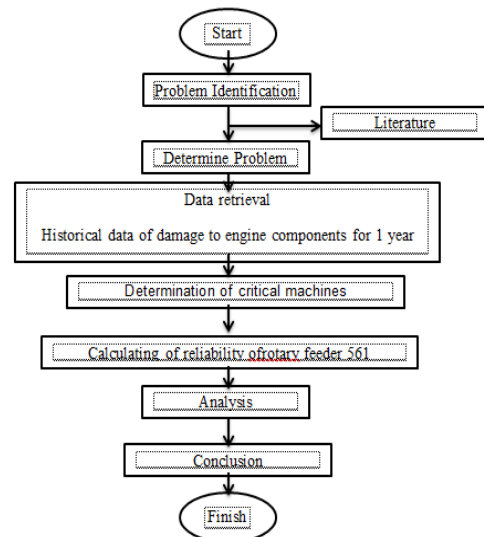 Start
Problem Identification
Literature
Determine Problem
Data retrieval
Historical data of damage to engine components for 1 year
Determination of critical machines
Calculating of reliability ofrotary feeder 561
Analysis
Conclusion
Finish